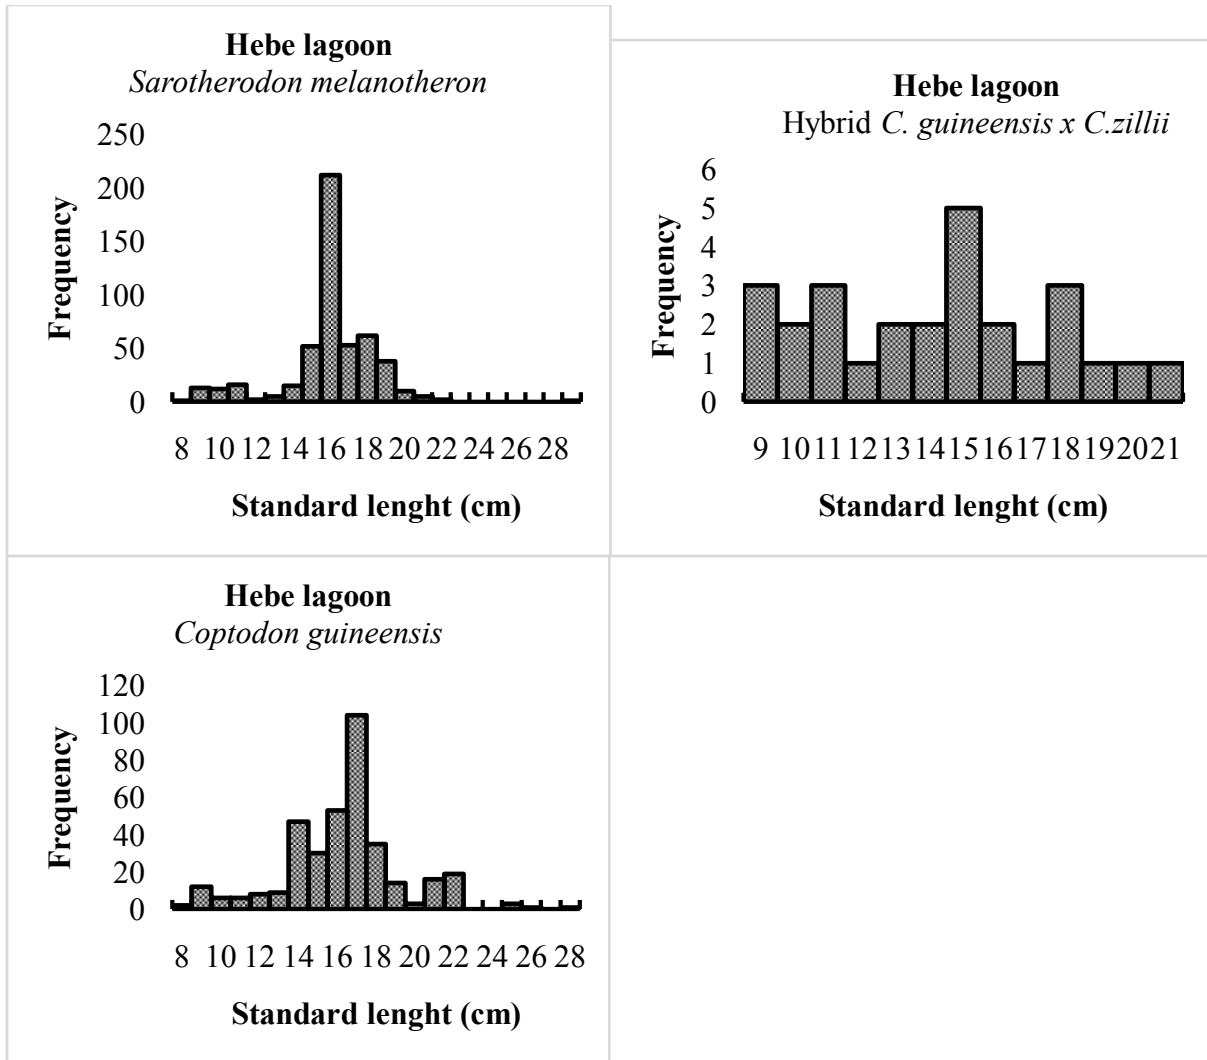 Hebe lagoon
Sarotherodon melanotheron
250
200
150
100
50
0
Frequency
8 10 12 14 16 18 20 22 24 26 28
Standard lenght (cm)
Hebe lagoon
Hybrid C. guineensis x C.zillii
6
5
4
3
2
1
0
Frequency
9 10 11 12 13 14 15 16 17 18 19 20 21
Standard lenght (cm)
Hebe lagoon
Coptodon guineensis
120
100
80
60
40
20
0
Frequency
8 10 12 14 16 18 20 22 24 26 28
Standard lenght (cm)